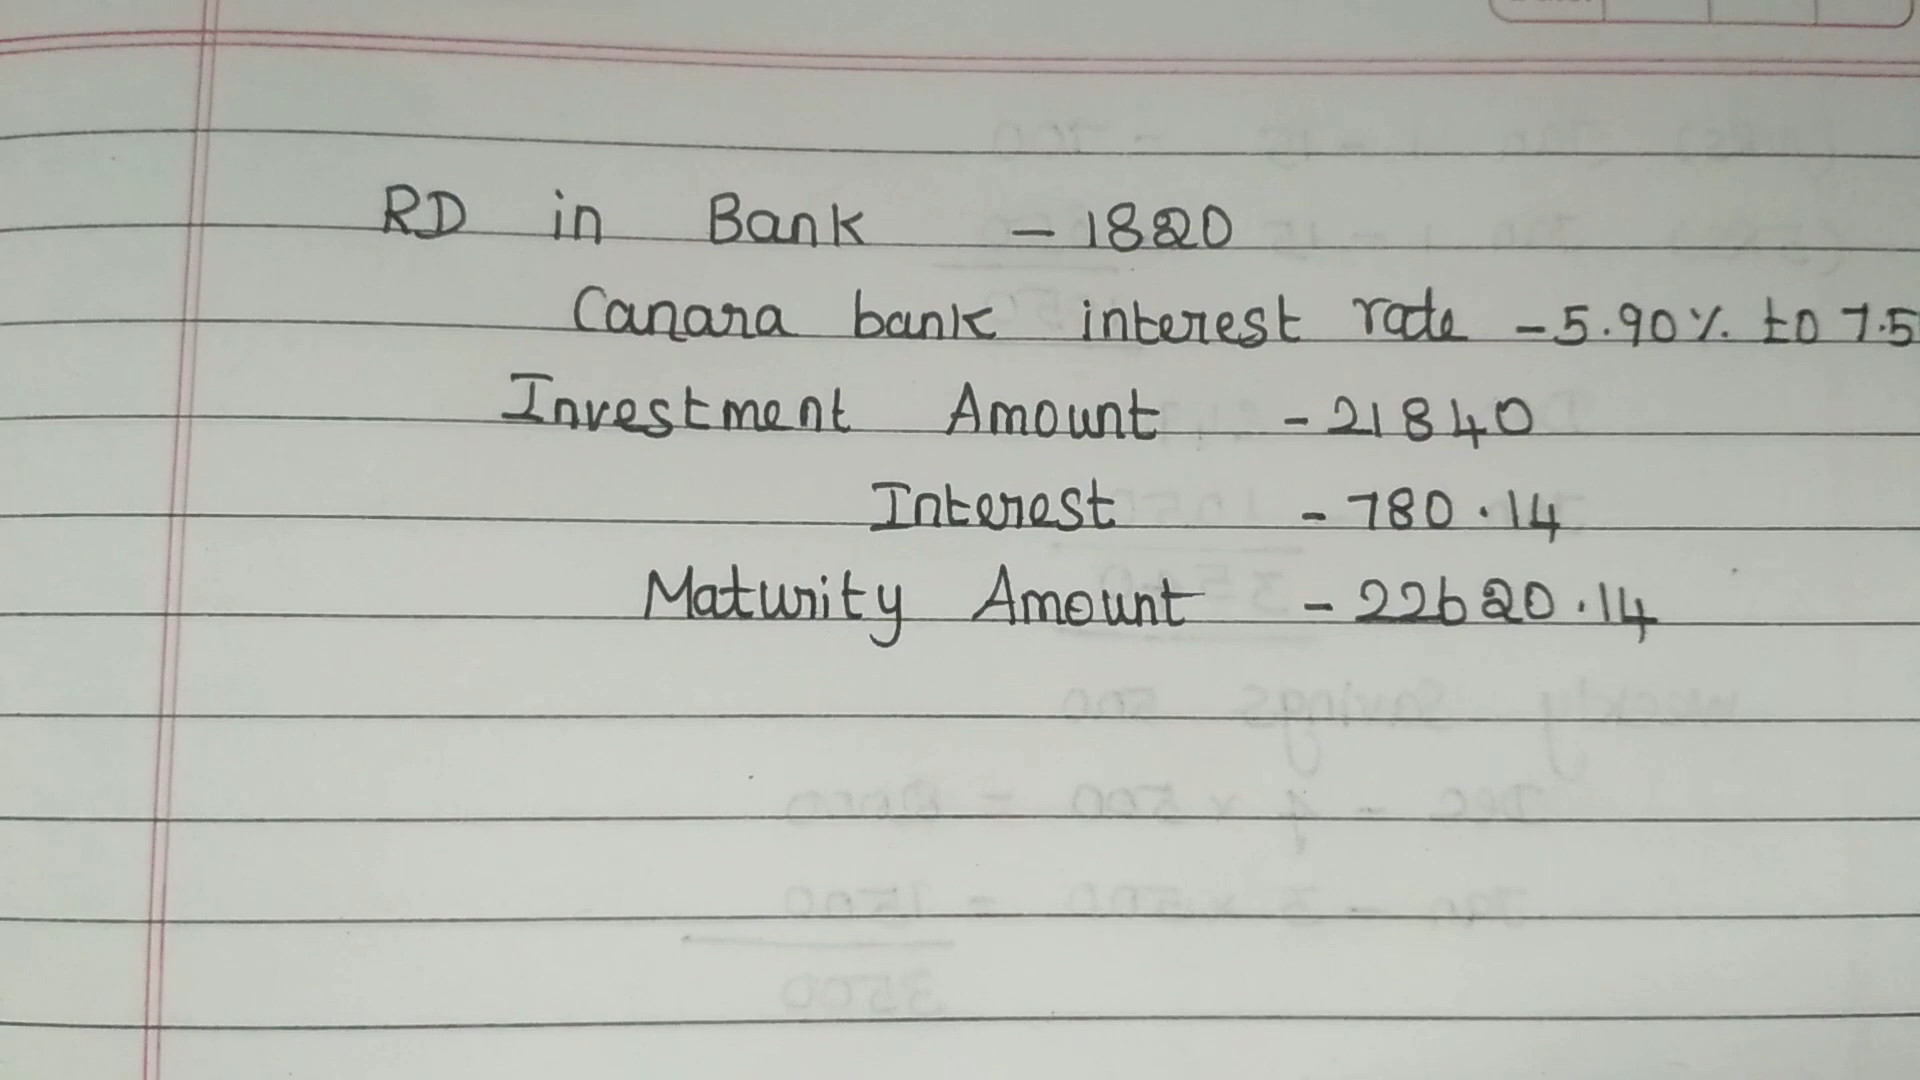 RD in Bank - 1820
Canara bank interest rate - 5.90% to 7.5
Investment Amount - 21840
Interest - 780.14
Maturity Amount - 22620.14